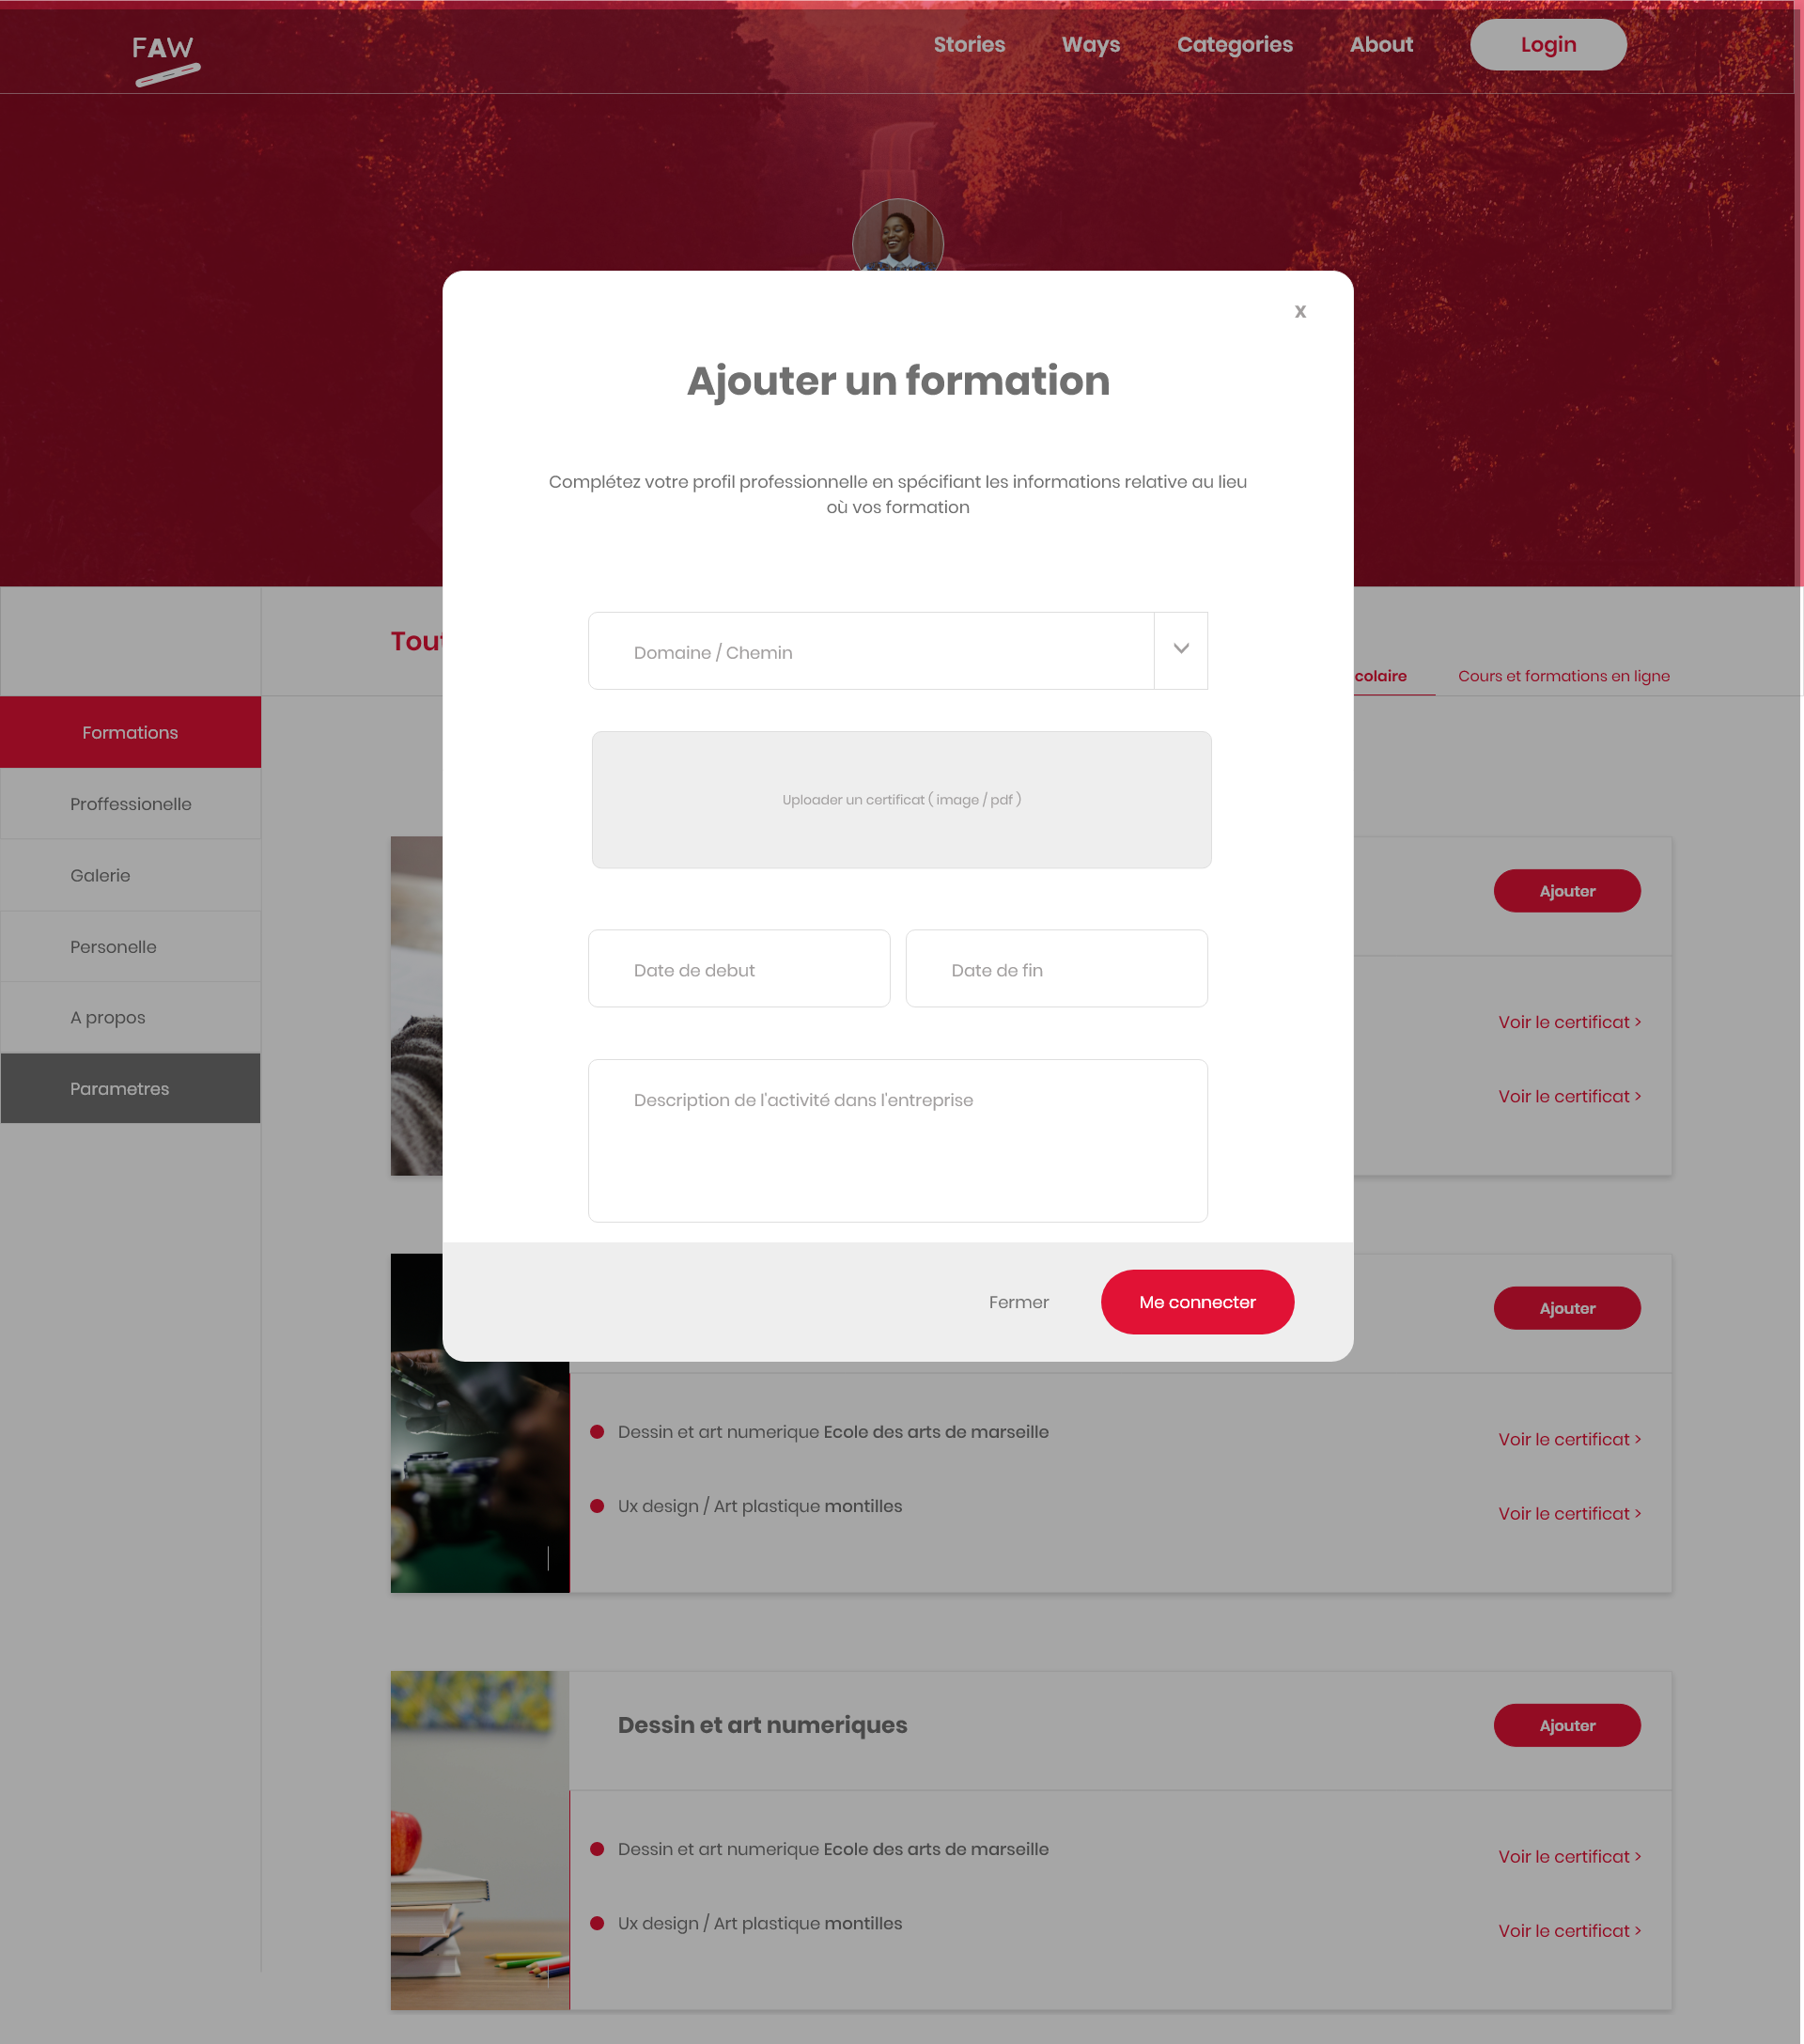 FAW
Stories
Ways
Categories
About
Login
x
Ajouter un formation
Complétez votre profil professionnelle en spécifiant les informations relative au lieu
où vos formation
Tout
colaire
Cours et formations en ligne
Domaine / Chemin
Formations
Proffessionelle
Galerie
Personelle
A propos
Parametres
Uploader un certificat ( image / pdf )
Date de debut
Date de fin
Description de l'activité dans l'entreprise
Fermer
Me connecter
Ajouter
Voir le certificat >
Voir le certificat >
Ajouter
Dessin et art numerique Ecole des arts de marseille
Voir le certificat >
Ux design / Art plastique montilles
Voir le certificat >
Dessin et art numeriques
Ajouter
Dessin et art numerique Ecole des arts de marseille
Voir le certificat >
Ux design / Art plastique montilles
Voir le certificat >